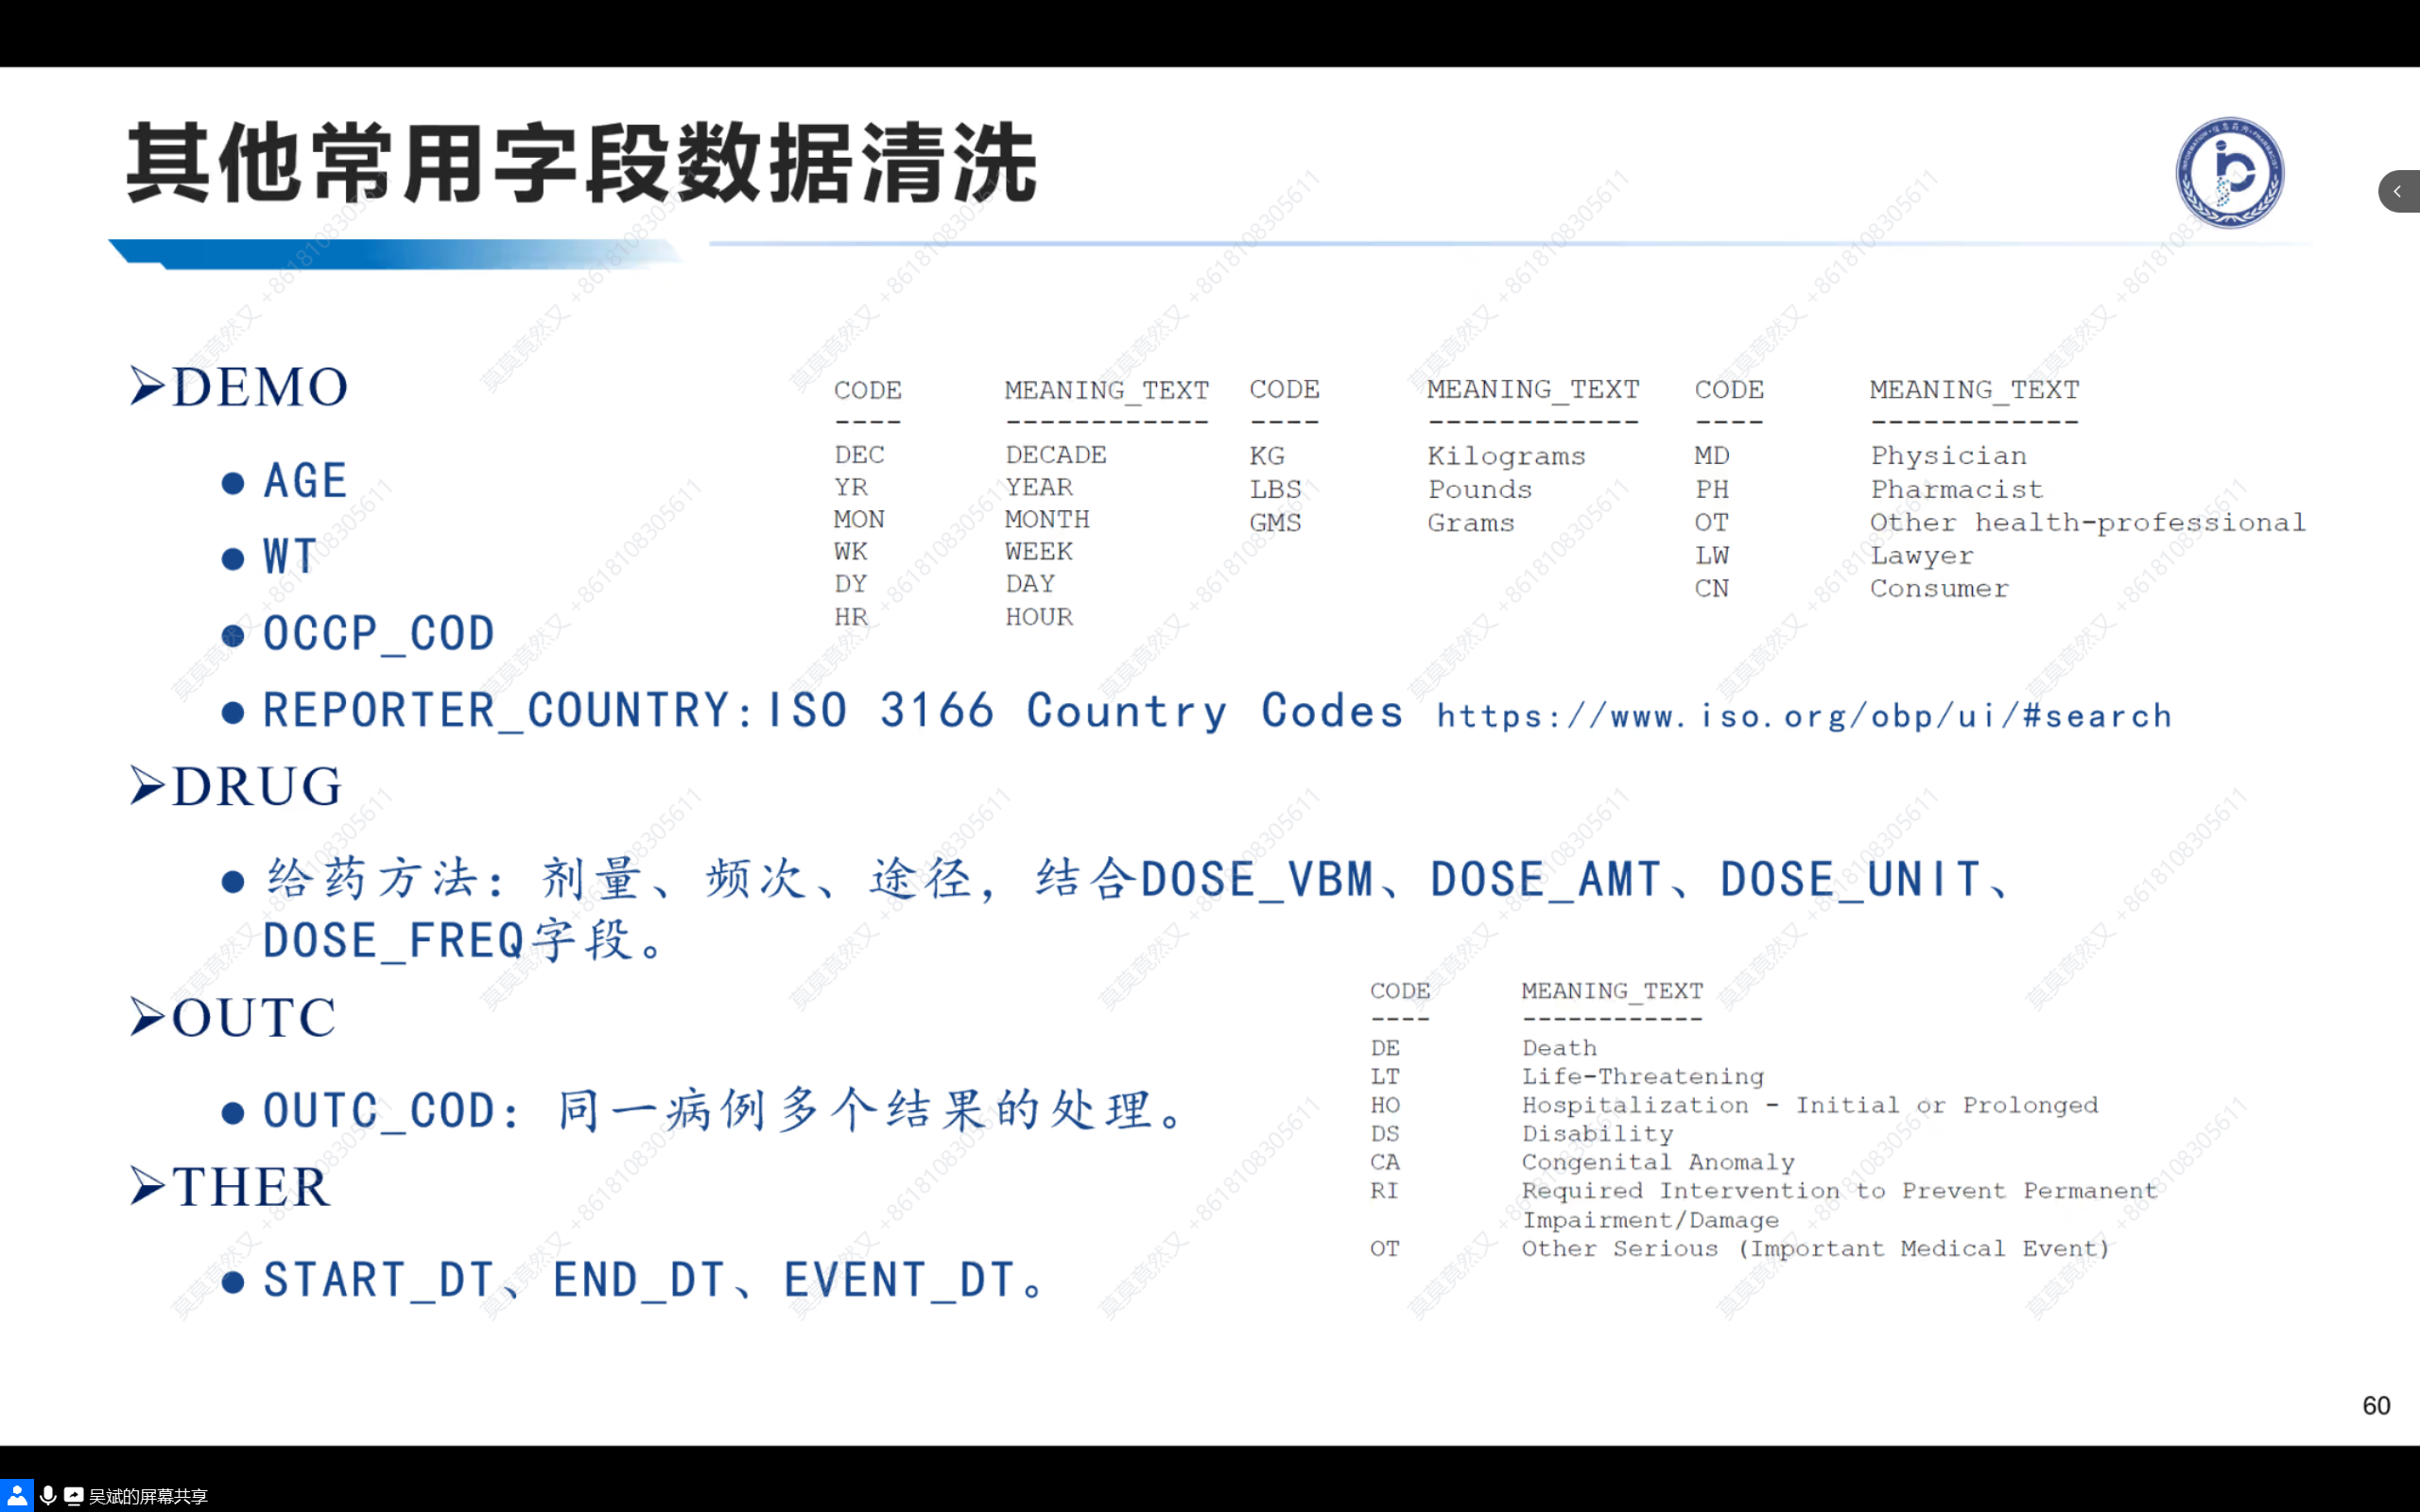 其他常用字段数据清洗
➢DEMO
● AGE
● WT
● OCCP_COD
CODE MEANING_TEXT
---- ------------
DEC DECADE
YR YEAR
MON MONTH
WK WEEK
DY DAY
HR HOUR
CODE MEANING_TEXT
---- ------------
KG Kilograms
LBS Pounds
GMS Grams
CODE MEANING_TEXT
---- ------------
MD Physician
PH Pharmacist
OT Other health-professional
LW Lawyer
CN Consumer
● REPORTER_COUNTRY:ISO 3166 Country Codes https://www.iso.org/obp/ui/#search
➢DRUG
● 给药方法：剂量、频次、途径，结合DOSE_VBM、DOSE_AMT、DOSE_UNIT、
DOSE_FREQ字段。
➢OUTC
● OUTC_COD：同一病例多个结果的处理。
CODE MEANING_TEXT
---- ------------
DE Death
LT Life-Threatening
HO Hospitalization - Initial or Prolonged
DS Disability
CA Congenital Anomaly
RI Required Intervention to Prevent Permanent
Impairment/Damage
OT Other Serious (Important Medical Event)
➢THER
● START_DT、END_DT、EVENT_DT。
60
吴斌的屏幕共享
莫莫竟然又 +8618108305611